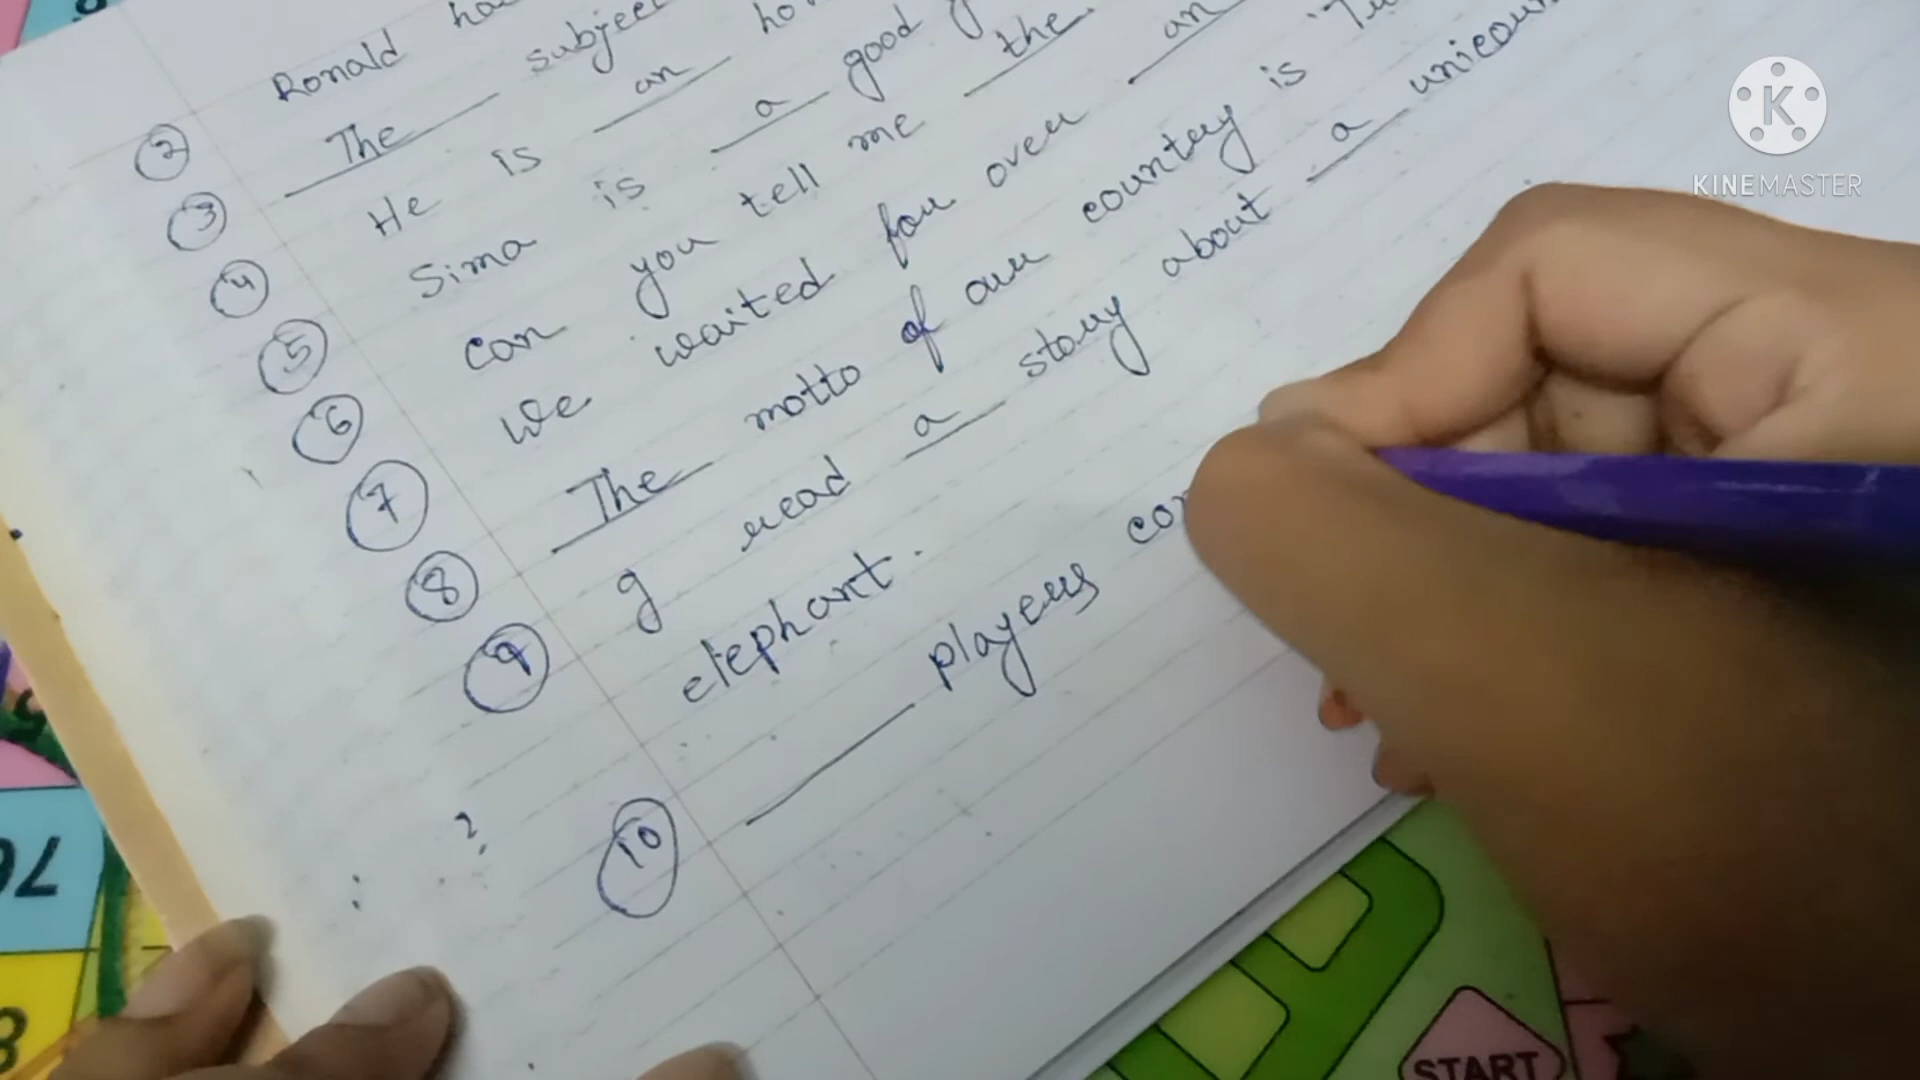 Ronald
② The subject
③ He is an
④ Sima is a good
⑤ can you tell me the
⑥ We waited for over an
⑦ The motto of our country is
⑧ I read a story about a
⑨ elephant.
⑩ players
?
76
8
START
K
KINEMASTER